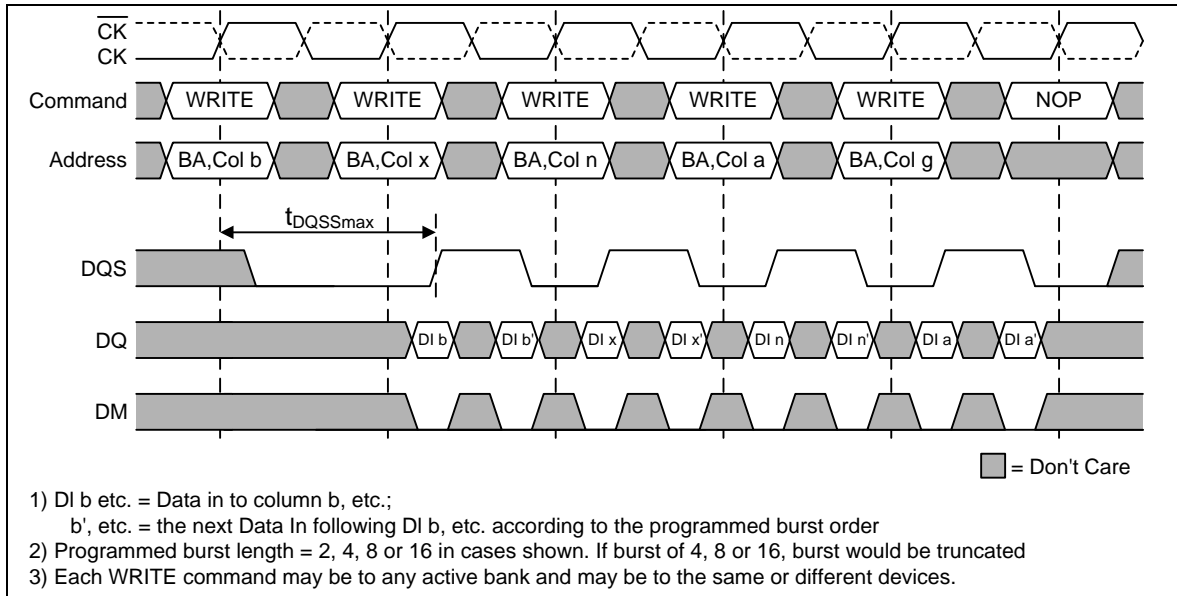 CK
CK
Command WRITE WRITE WRITE WRITE WRITE NOP
Address BA,Col b BA,Col x BA,Col n BA,Col a BA,Col g
tDQSSmax
DQS
DQ DI b DI b' DI x DI x' DI n DI n' DI a DI a'
DM
= Don't Care
1) DI b etc. = Data in to column b, etc.;
b', etc. = the next Data In following DI b, etc. according to the programmed burst order
2) Programmed burst length = 2, 4, 8 or 16 in cases shown. If burst of 4, 8 or 16, burst would be truncated
3) Each WRITE command may be to any active bank and may be to the same or different devices.